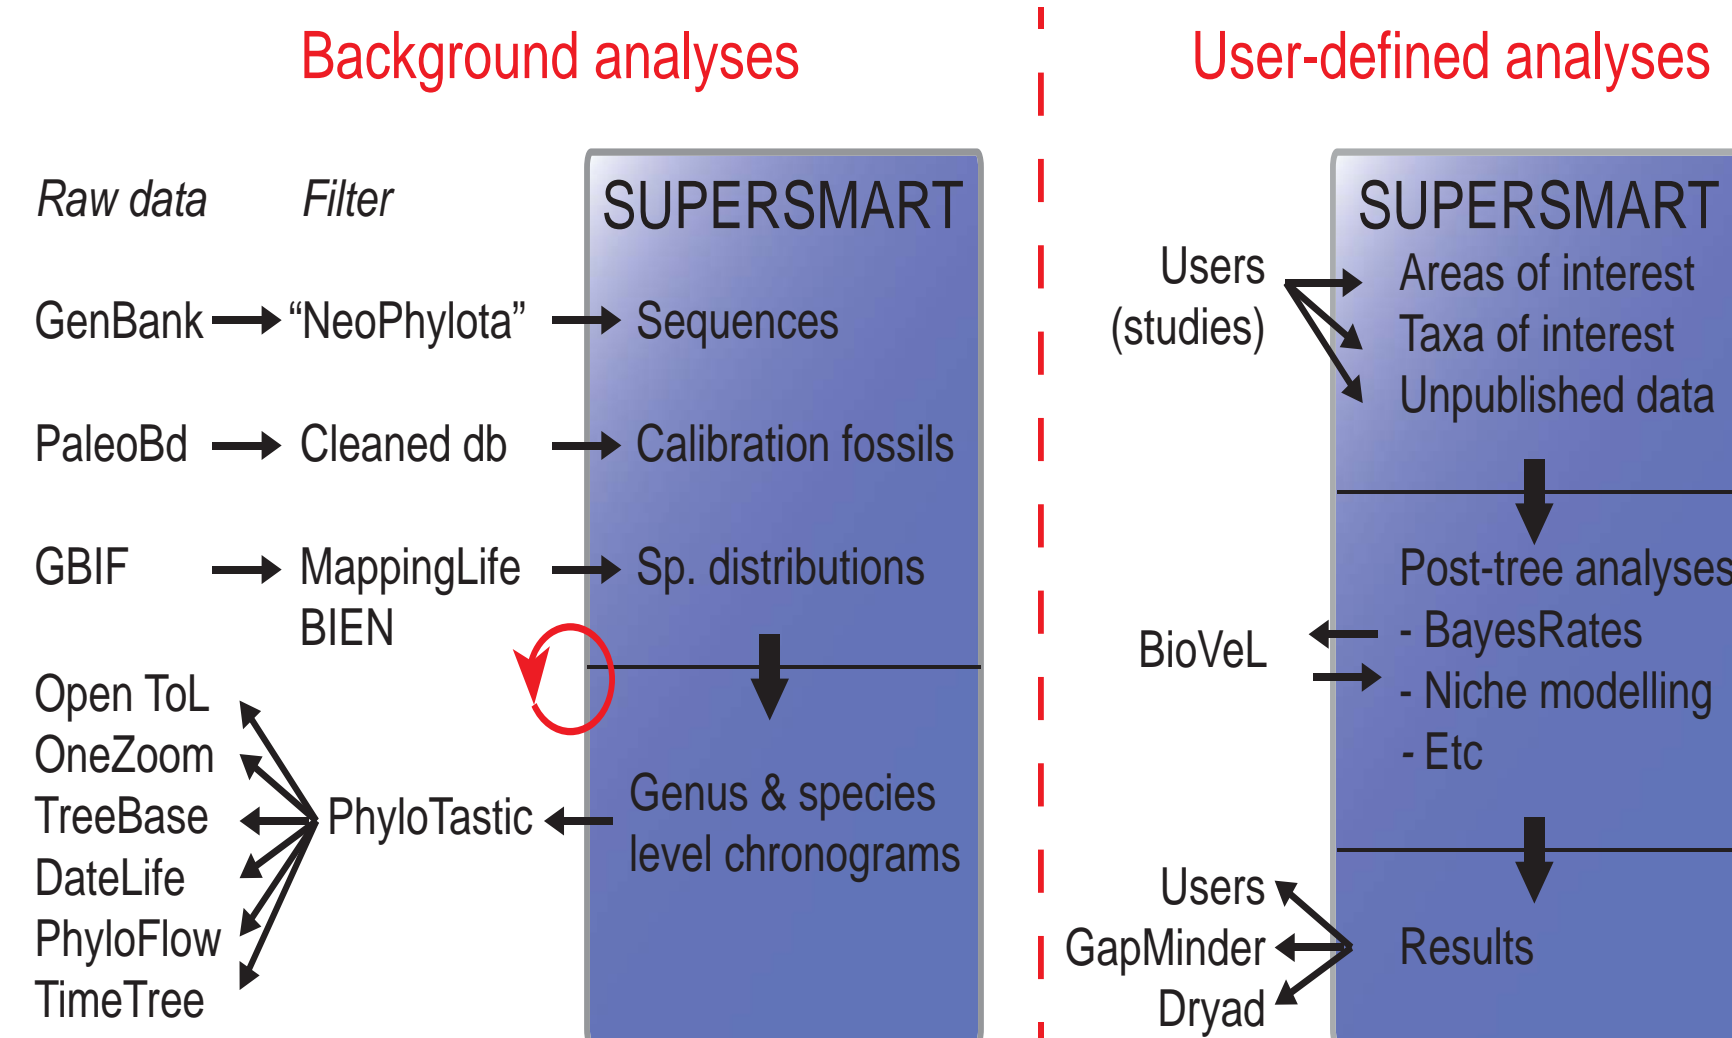 Background analyses
Raw data
Filter
SUPERSMART
GenBank
“NeoPhylota”
Sequences
PaleoBd
Cleaned db
Calibration fossils
GBIF
MappingLife
BIEN
Sp. distributions
Open ToL
OneZoom
TreeBase
DateLife
PhyloFlow
TimeTree
PhyloTastic
Genus & species
level chronograms
User-defined analyses
SUPERSMART
Users
(studies)
Areas of interest
Taxa of interest
Unpublished data
BioVeL
Post-tree analyses
- BayesRates
- Niche modelling
- Etc
Users
GapMinder
Dryad
Results